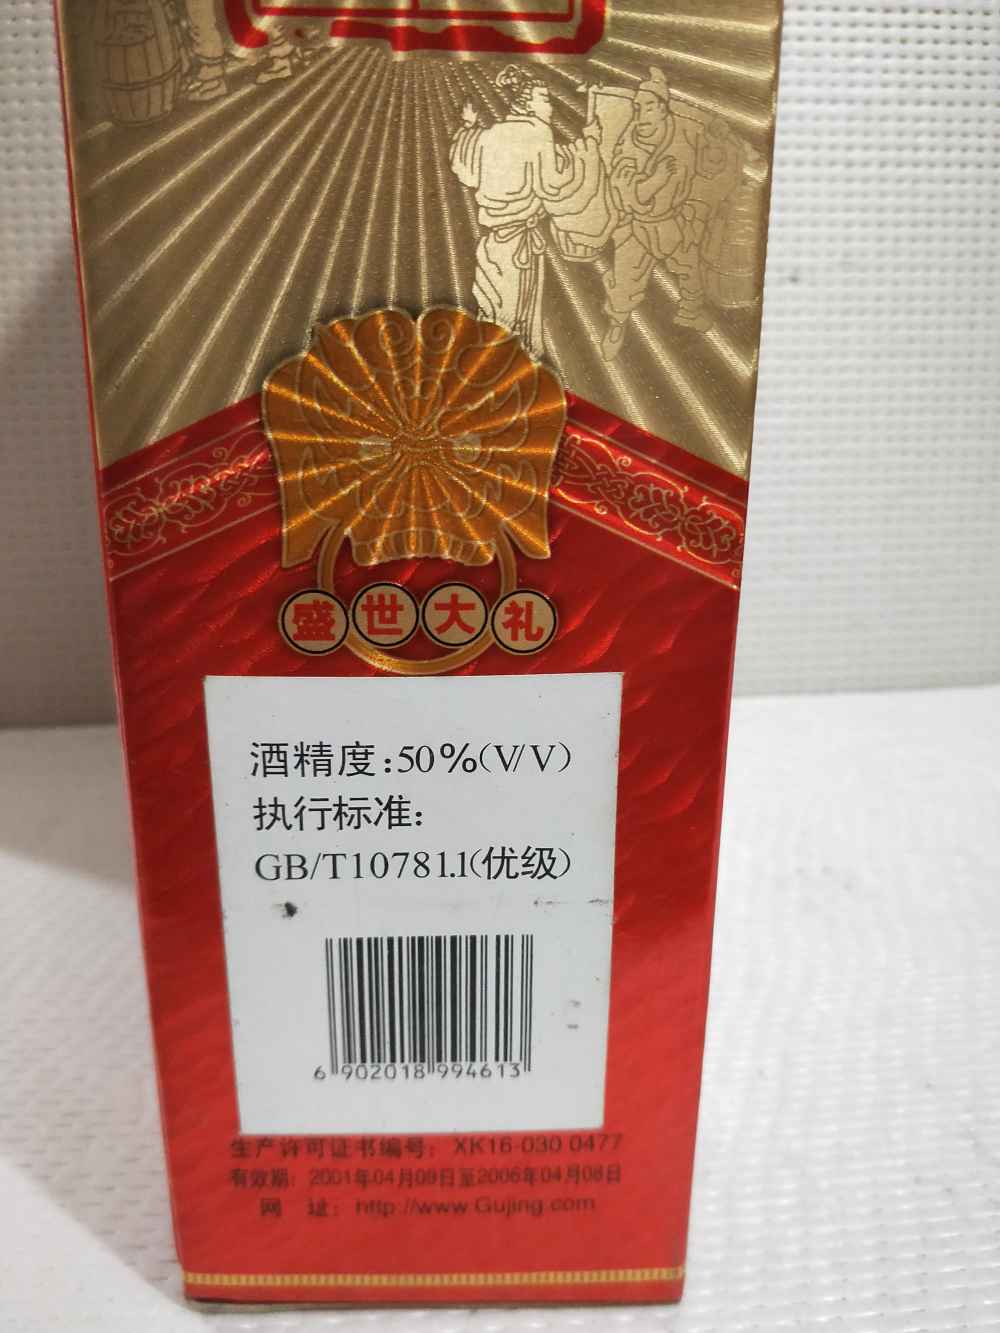 盛世大礼
酒精度:50%(V/V)
执行标准:
GB/T10781.1(优级)
6 902018 994613
生产许可证书编号: XK16-030 0477
有效期: 2001年04月09日至2006年04月08日
网 址: http://www.Gujing.com